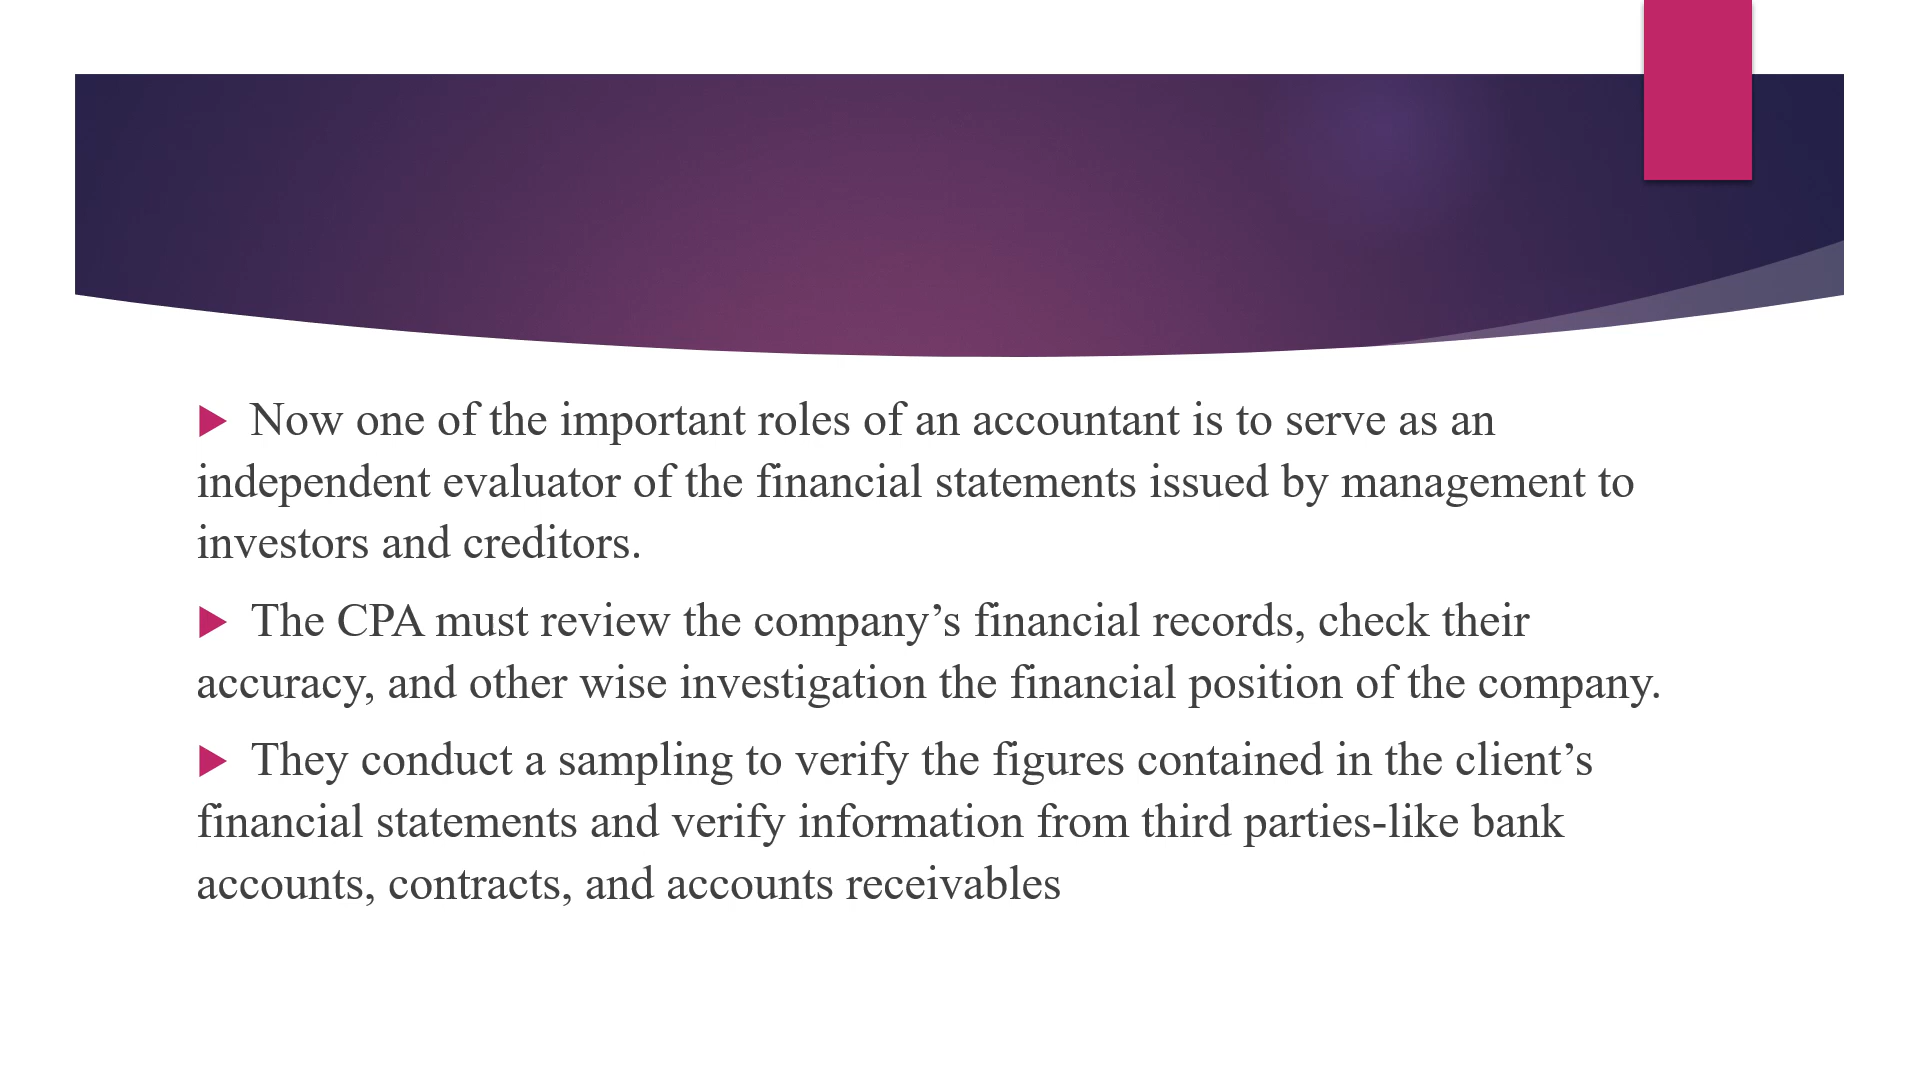 Now one of the important roles of an accountant is to serve as an
independent evaluator of the financial statements issued by management to
investors and creditors.
The CPA must review the company’s financial records, check their
accuracy, and other wise investigation the financial position of the company.
They conduct a sampling to verify the figures contained in the client’s
financial statements and verify information from third parties-like bank
accounts, contracts, and accounts receivables